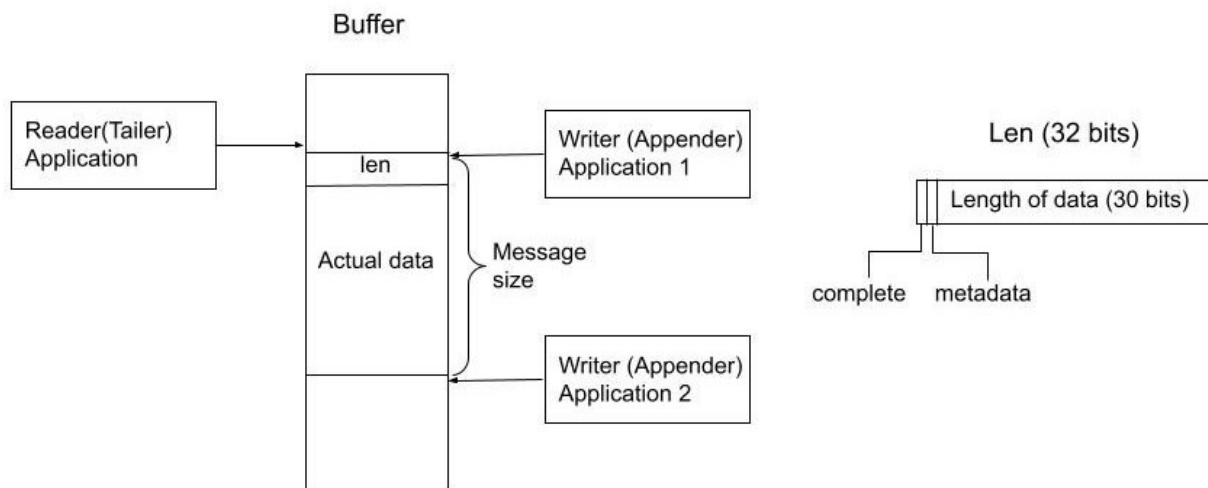 Buffer
Reader(Tailer)
Application
len
Actual data
Message
size
Writer (Appender)
Application 1
Writer (Appender)
Application 2
Len (32 bits)
Length of data (30 bits)
complete
metadata